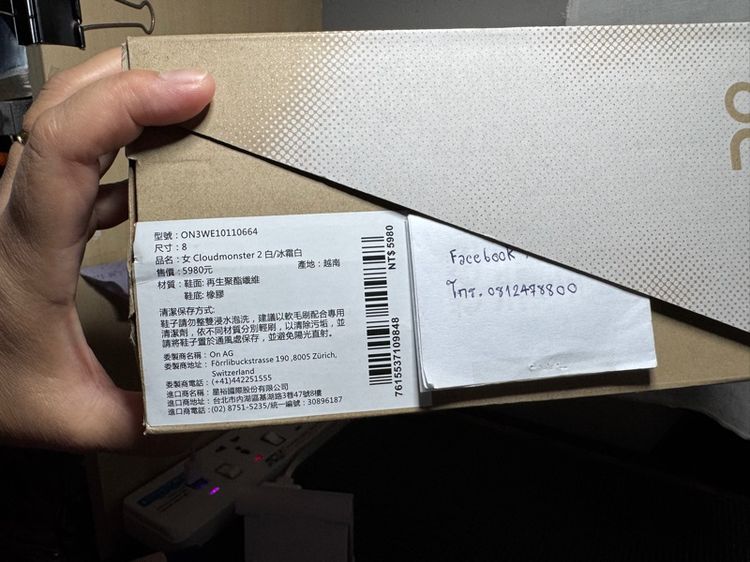 型號：ON3WE10110664
尺寸：8
品名：女 Cloudmonster 2 白/冰霜白
售價：5980元 產地：越南
材質：鞋面: 再生聚酯纖維
鞋底: 橡膠
清潔保存方式:
鞋子請勿整雙浸水泡洗，建議以軟毛刷配合專用
清潔劑，依不同材質分別輕刷，以清除污垢，並
請將鞋子置於通風處保存，並避免陽光直射。
委製商名稱：On AG
委製商地址：Förrlibuckstrasse 190 ,8005 Zürich,
Switzerland
委製商電話：(+41)442251555
進口商名稱：星裕國際股份有限公司
進口商地址：台北市內湖區基湖路3巷47號8樓
進口商電話：(02) 8751-5235/統一編號：30896187
7615537109848
NT$ 5980
Facebook
โทร. 0812498800